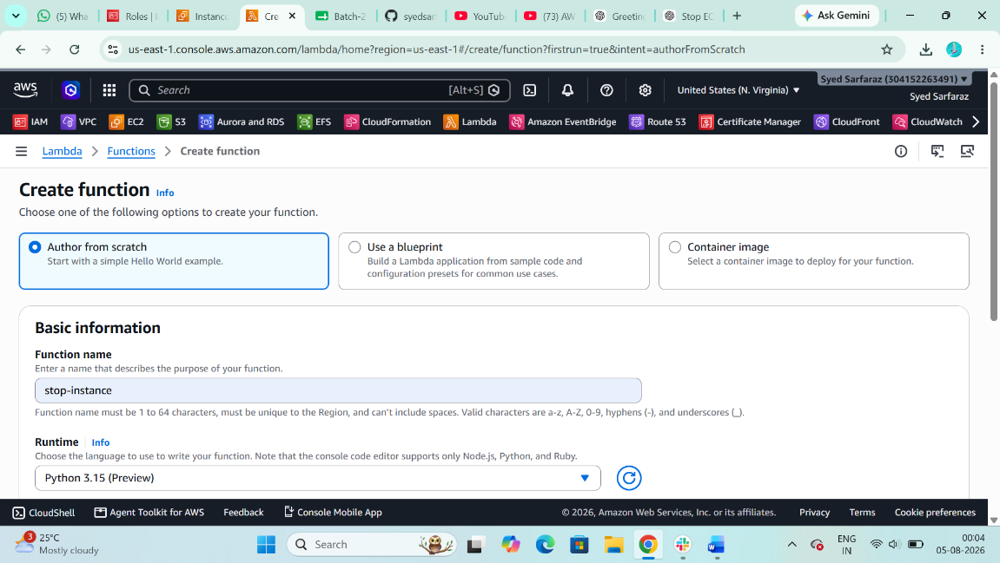 (5) Wha
Roles |
Instanc
Cre
Batch-2
syedsar
YouTub
(73) AW
Greetin
Stop EC
Ask Gemini
us-east-1.console.aws.amazon.com/lambda/home?region=us-east-1#/create/function?firstrun=true&intent=authorFromScratch
aws
Search
[Alt+S]
United States (N. Virginia)
Syed Sarfaraz (304152263491)
Syed Sarfaraz
IAM
VPC
EC2
S3
Aurora and RDS
EFS
CloudFormation
Lambda
Amazon EventBridge
Route 53
Certificate Manager
CloudFront
CloudWatch
Lambda
Functions
Create function
Create function Info
Choose one of the following options to create your function.
Author from scratch
Start with a simple Hello World example.
Use a blueprint
Build a Lambda application from sample code and
configuration presets for common use cases.
Container image
Select a container image to deploy for your function.
Basic information
Function name
Enter a name that describes the purpose of your function.
stop-instance
Function name must be 1 to 64 characters, must be unique to the Region, and can't include spaces. Valid characters are a-z, A-Z, 0-9, hyphens (-), and underscores (_).
Runtime Info
Choose the language to use to write your function. Note that the console code editor supports only Node.js, Python, and Ruby.
Python 3.15 (Preview)
CloudShell
Agent Toolkit for AWS
Feedback
Console Mobile App
© 2026, Amazon Web Services, Inc. or its affiliates.
Privacy
Terms
Cookie preferences
3
25°C
Mostly cloudy
Search
ENG
IN
00:04
05-08-2026